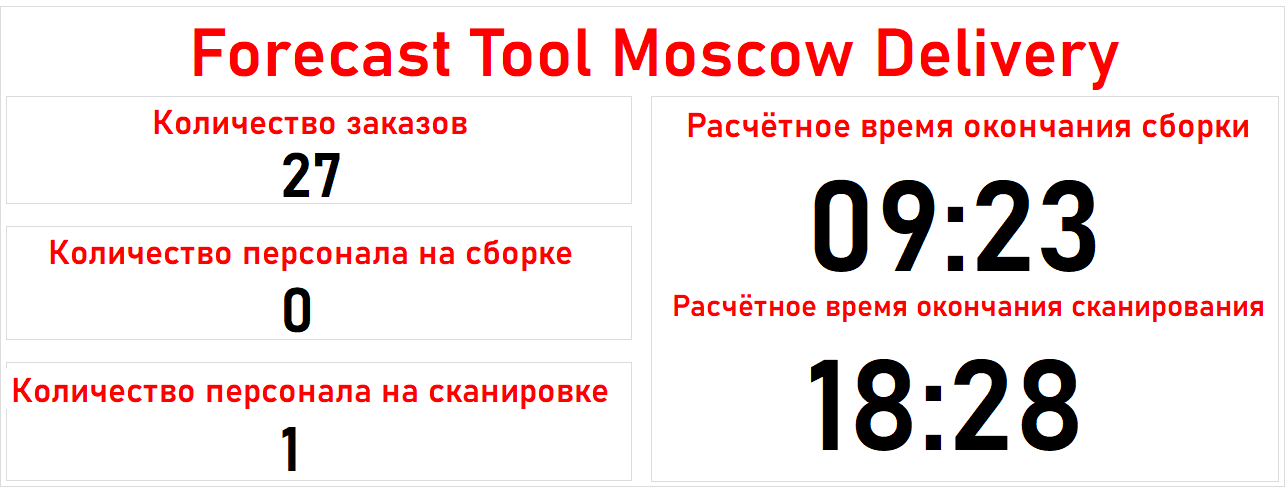 Forecast Tool Moscow Delivery
Количество заказов
27
Количество персонала на сборке
0
Количество персонала на сканировке
1
Расчётное время окончания сборки
09:23
Расчётное время окончания сканирования
18:28